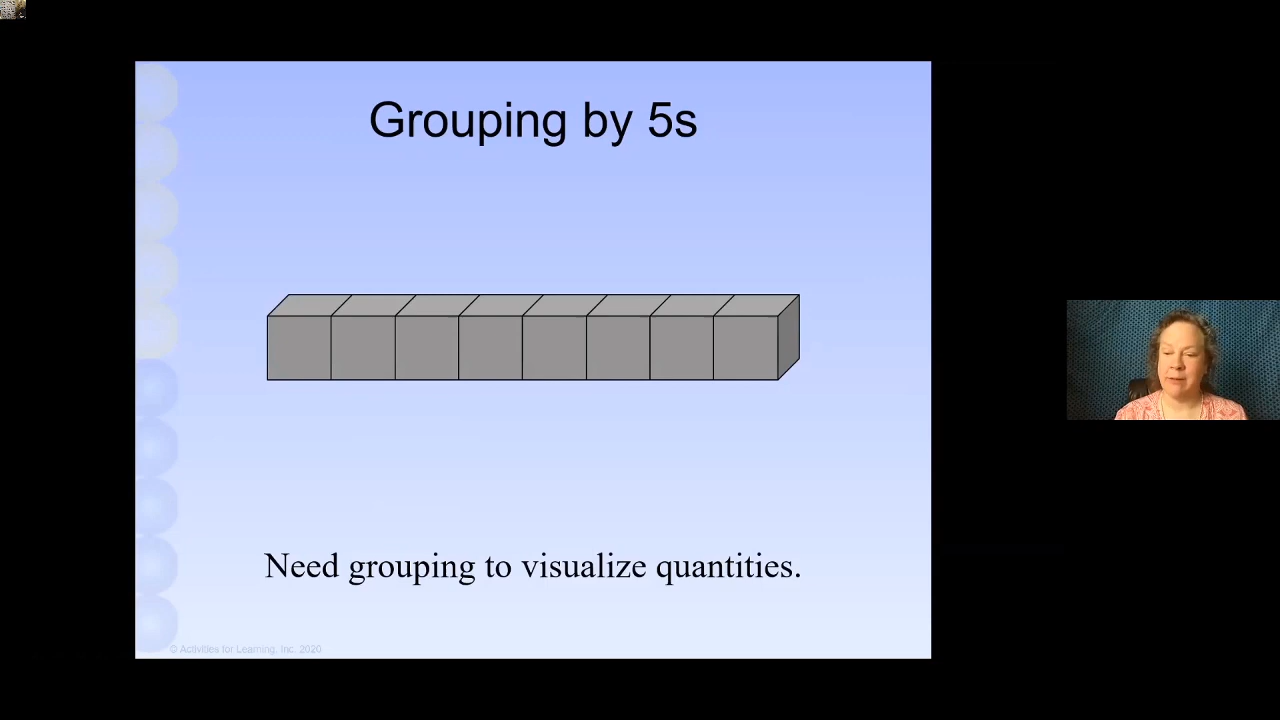 Grouping by 5s
Need grouping to visualize quantities.
© Activities for Learning, Inc. 2020